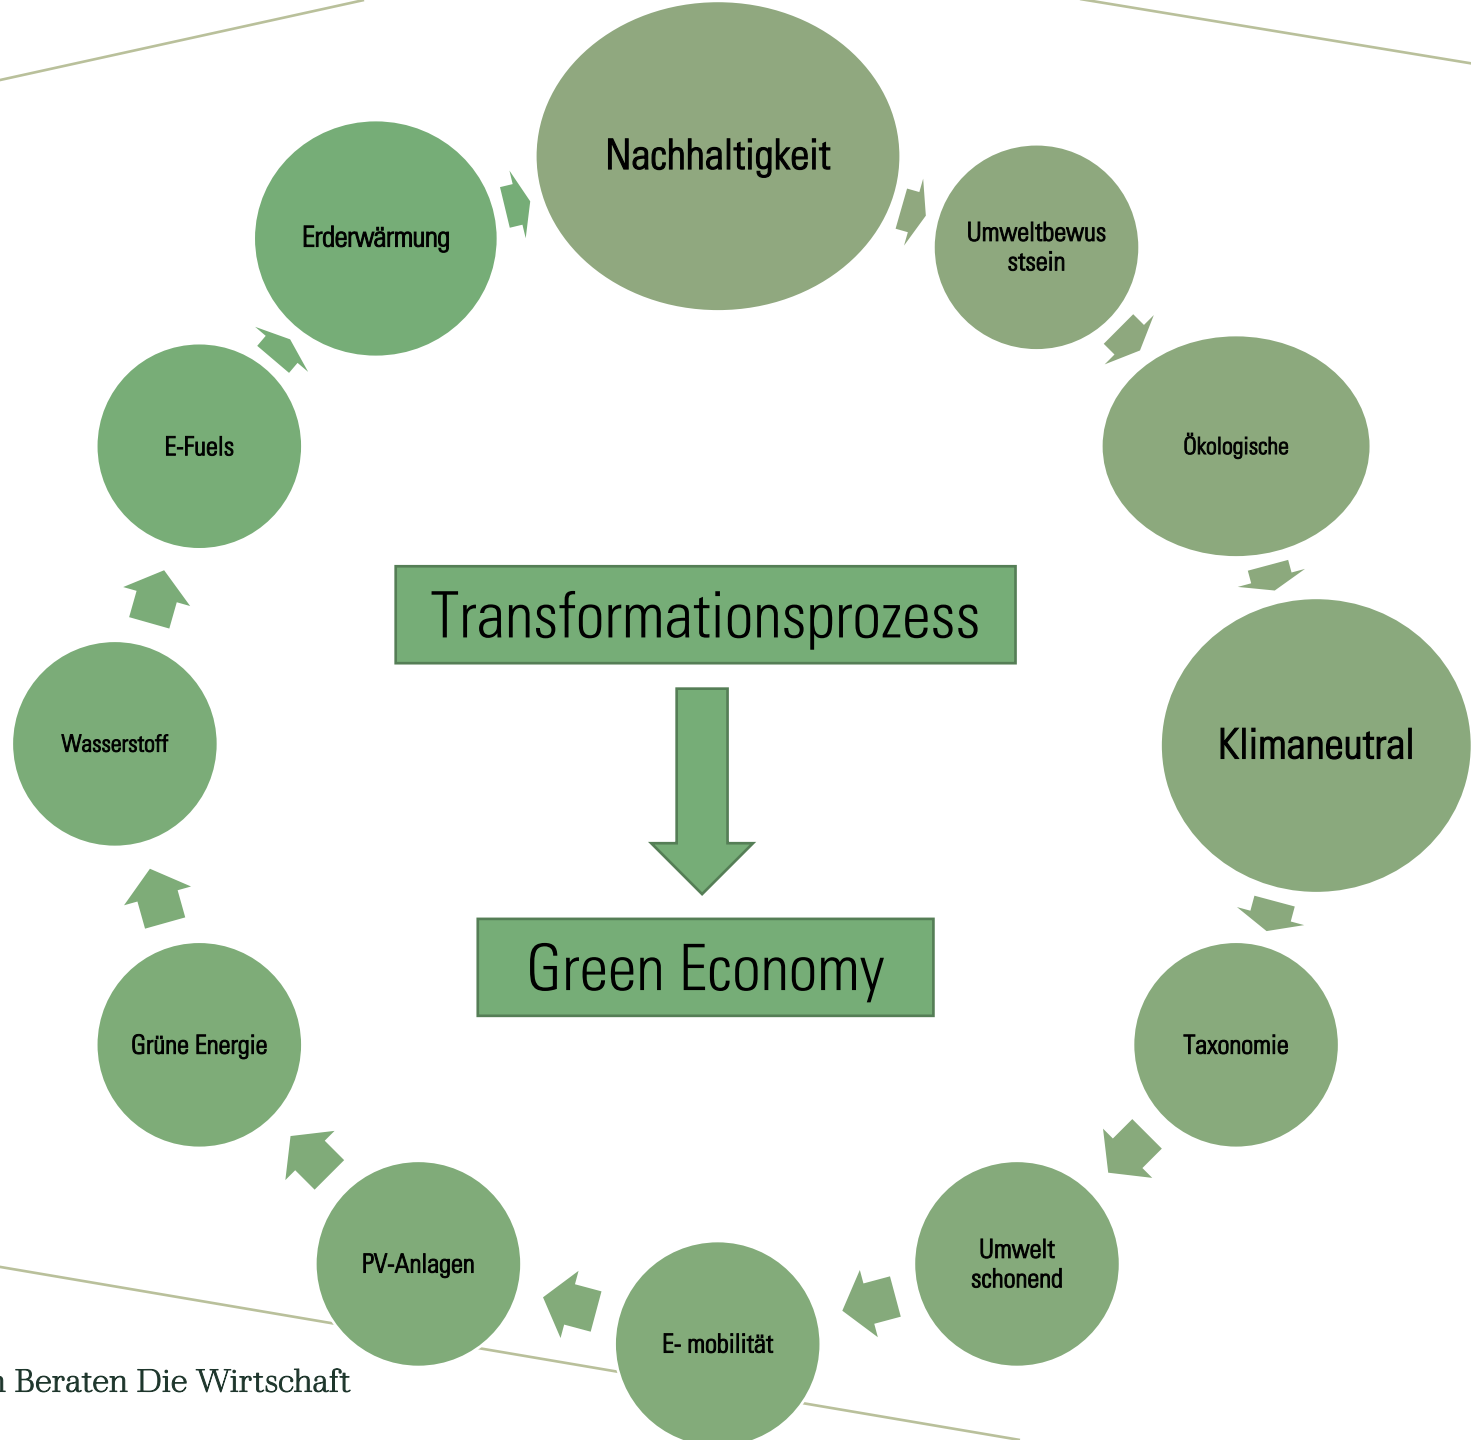 Nachhaltigkeit
Umweltbewus
stsein
Ökologische
Klimaneutral
Taxonomie
Umwelt
schonend
E- mobilität
PV-Anlagen
Grüne Energie
Wasserstoff
E-Fuels
Erderwärmung
Transformationsprozess
Green Economy
Beraten Die Wirtschaft